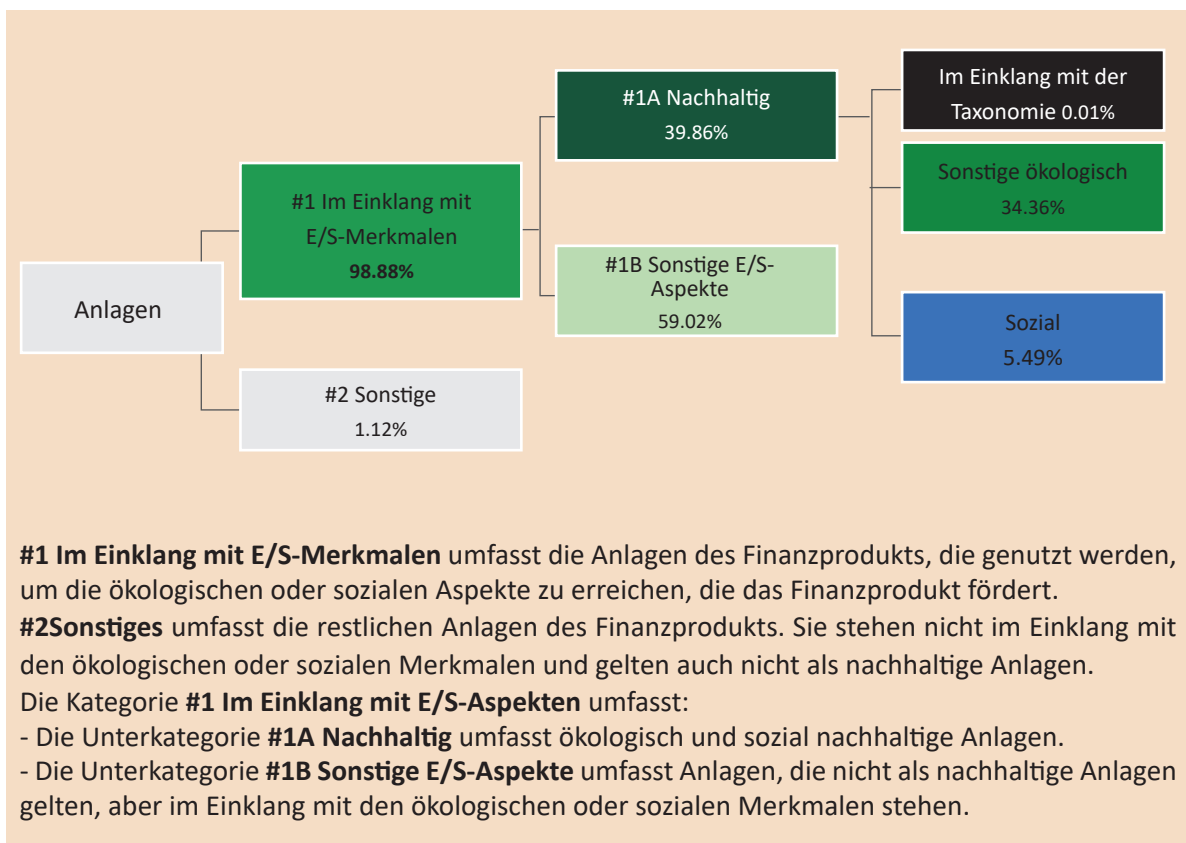 Anlagen
#1 Im Einklang mit
E/S-Merkmalen
98.88%
#2 Sonstige
1.12%
#1A Nachhaltig
39.86%
#1B Sonstige E/S-
Aspekte
59.02%
Im Einklang mit der
Taxonomie 0.01%
Sonstige ökologisch
34.36%
Sozial
5.49%
#1 Im Einklang mit E/S-Merkmalen umfasst die Anlagen des Finanzprodukts, die genutzt werden,
um die ökologischen oder sozialen Aspekte zu erreichen, die das Finanzprodukt fördert.
#2Sonstiges umfasst die restlichen Anlagen des Finanzprodukts. Sie stehen nicht im Einklang mit
den ökologischen oder sozialen Merkmalen und gelten auch nicht als nachhaltige Anlagen.
Die Kategorie #1 Im Einklang mit E/S-Aspekten umfasst:
- Die Unterkategorie #1A Nachhaltig umfasst ökologisch und sozial nachhaltige Anlagen.
- Die Unterkategorie #1B Sonstige E/S-Aspekte umfasst Anlagen, die nicht als nachhaltige Anlagen
gelten, aber im Einklang mit den ökologischen oder sozialen Merkmalen stehen.